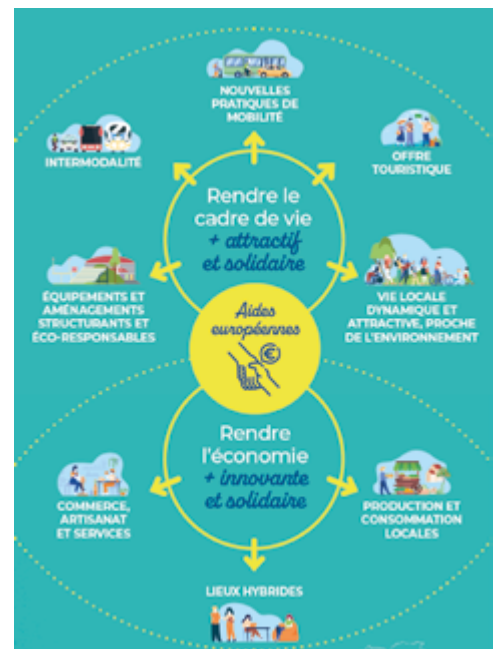 NOUVELLES
PRATIQUES DE
MOBILITÉ
INTERMODALITÉ
OFFRE
TOURISTIQUE
Rendre le
cadre de vie
+ attractif
et solidaire
ÉQUIPEMENTS ET
AMÉNAGEMENTS
STRUCTURANTS ET
ÉCO-RESPONSABLES
VIE LOCALE
DYNAMIQUE ET
ATTRACTIVE, PROCHE
DE L'ENVIRONNEMENT
Aides
européennes
€
Rendre
l'économie
+ innovante
et solidaire
COMMERCE,
ARTISANAT
ET SERVICES
PRODUCTION ET
CONSOMMATION
LOCALES
LIEUX HYBRIDES